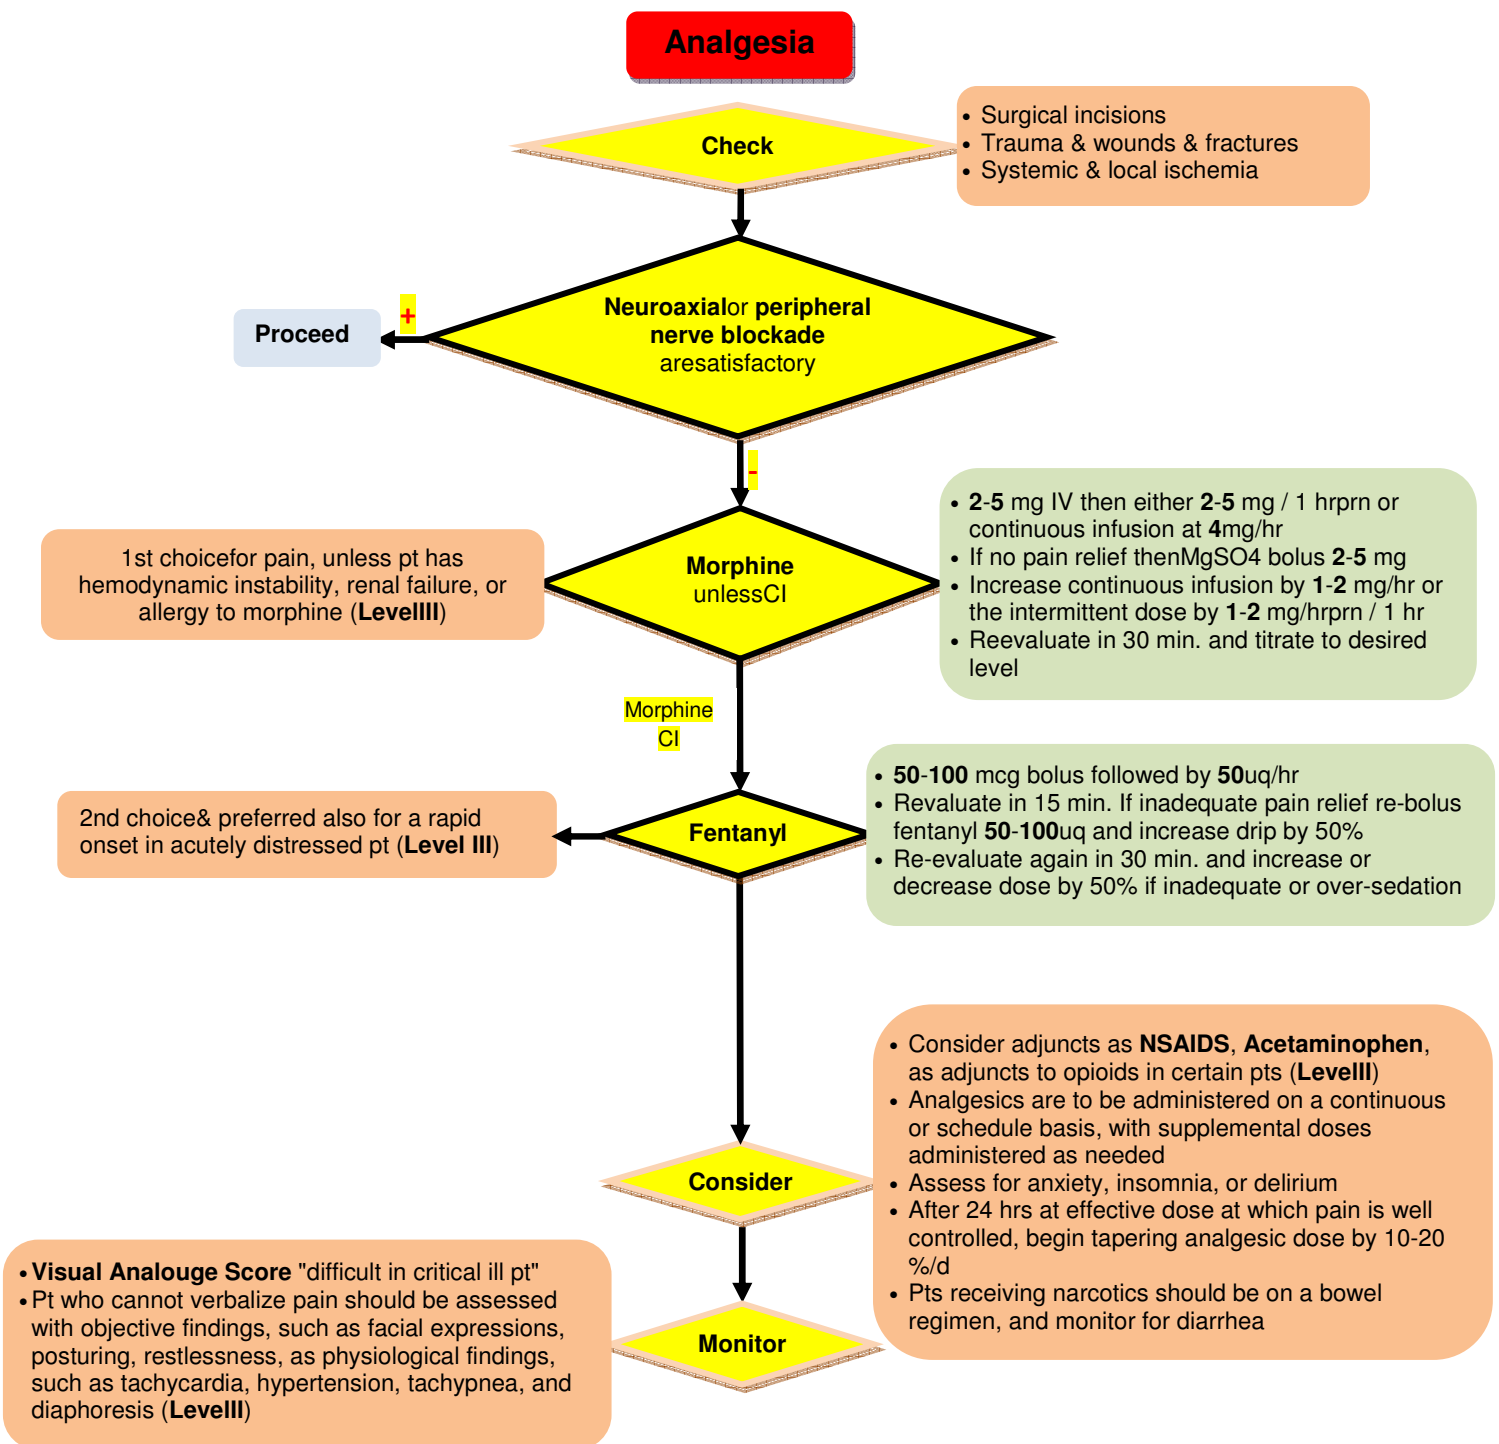 Analgesia
Check
• Surgical incisions
• Trauma & wounds & fractures
• Systemic & local ischemia
Neuroaxialor peripheral
nerve blockade
aresatisfactory
+
Proceed
-
Morphine
unlessCI
1st choicefor pain, unless pt has
hemodynamic instability, renal failure, or
allergy to morphine (LevelIII)
• 2-5 mg IV then either 2-5 mg / 1 hrprn or
continuous infusion at 4mg/hr
• If no pain relief thenMgSO4 bolus 2-5 mg
• Increase continuous infusion by 1-2 mg/hr or
the intermittent dose by 1-2 mg/hrprn / 1 hr
• Reevaluate in 30 min. and titrate to desired
level
Morphine
CI
Fentanyl
2nd choice& preferred also for a rapid
onset in acutely distressed pt (Level III)
• 50-100 mcg bolus followed by 50uq/hr
• Revaluate in 15 min. If inadequate pain relief re-bolus
fentanyl 50-100uq and increase drip by 50%
• Re-evaluate again in 30 min. and increase or
decrease dose by 50% if inadequate or over-sedation
Consider
• Consider adjuncts as NSAIDS, Acetaminophen,
as adjuncts to opioids in certain pts (LevelII)
• Analgesics are to be administered on a continuous
or schedule basis, with supplemental doses
administered as needed
• Assess for anxiety, insomnia, or delirium
• After 24 hrs at effective dose at which pain is well
controlled, begin tapering analgesic dose by 10-20
%/d
• Pts receiving narcotics should be on a bowel
regimen, and monitor for diarrhea
Monitor
• Visual Analouge Score "difficult in critical ill pt"
• Pt who cannot verbalize pain should be assessed
with objective findings, such as facial expressions,
posturing, restlessness, as physiological findings,
such as tachycardia, hypertension, tachypnea, and
diaphoresis (LevelII)